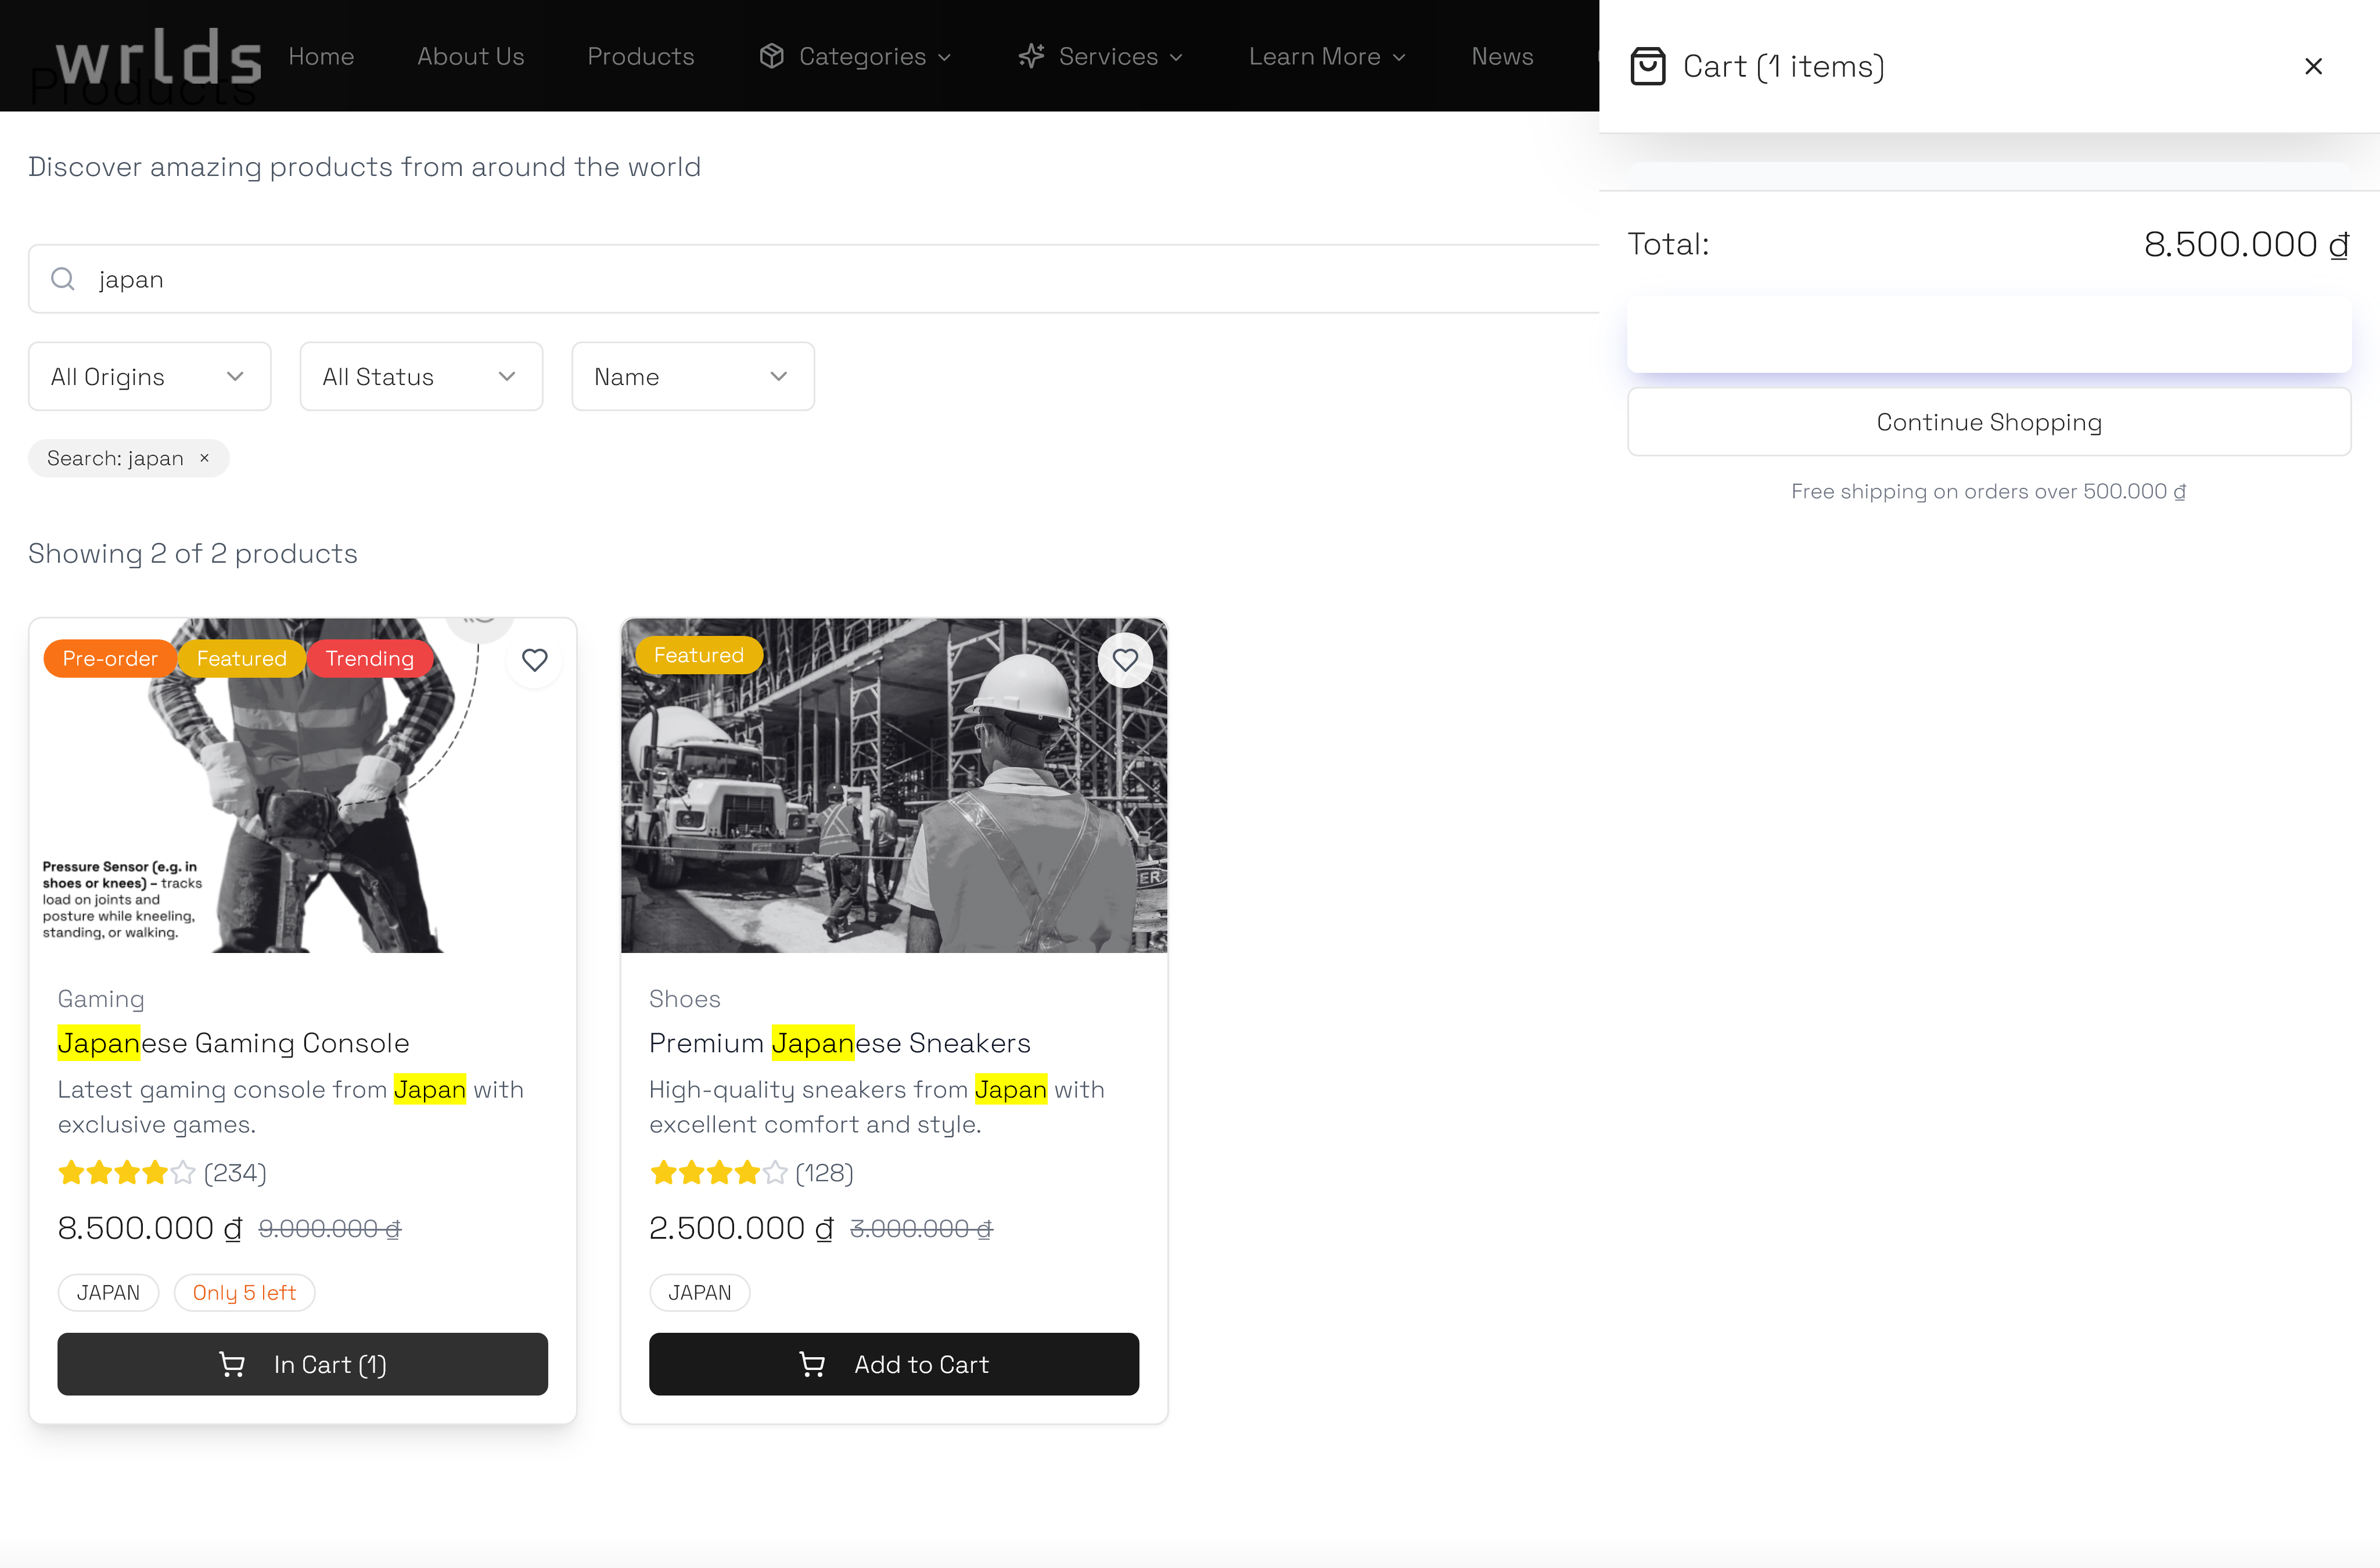 wrlds
Home
About Us
Products
Categories
Services
Learn More
News
Products
Discover amazing products from around the world
japan
All Origins
All Status
Name
Search: japan ×
Showing 2 of 2 products
Pre-order
Featured
Trending
Pressure Sensor (e.g. in
shoes or knees) – tracks
load on joints and
posture while kneeling,
standing, or walking.
Gaming
Japanese Gaming Console
Latest gaming console from Japan with
exclusive games.
(234)
8.500.000 ₫ 9.000.000 ₫
JAPAN
Only 5 left
In Cart (1)
Featured
ER
Shoes
Premium Japanese Sneakers
High-quality sneakers from Japan with
excellent comfort and style.
(128)
2.500.000 ₫ 3.000.000 ₫
JAPAN
Add to Cart
Cart (1 items)
Total: 8.500.000 ₫
Continue Shopping
Free shipping on orders over 500.000 ₫